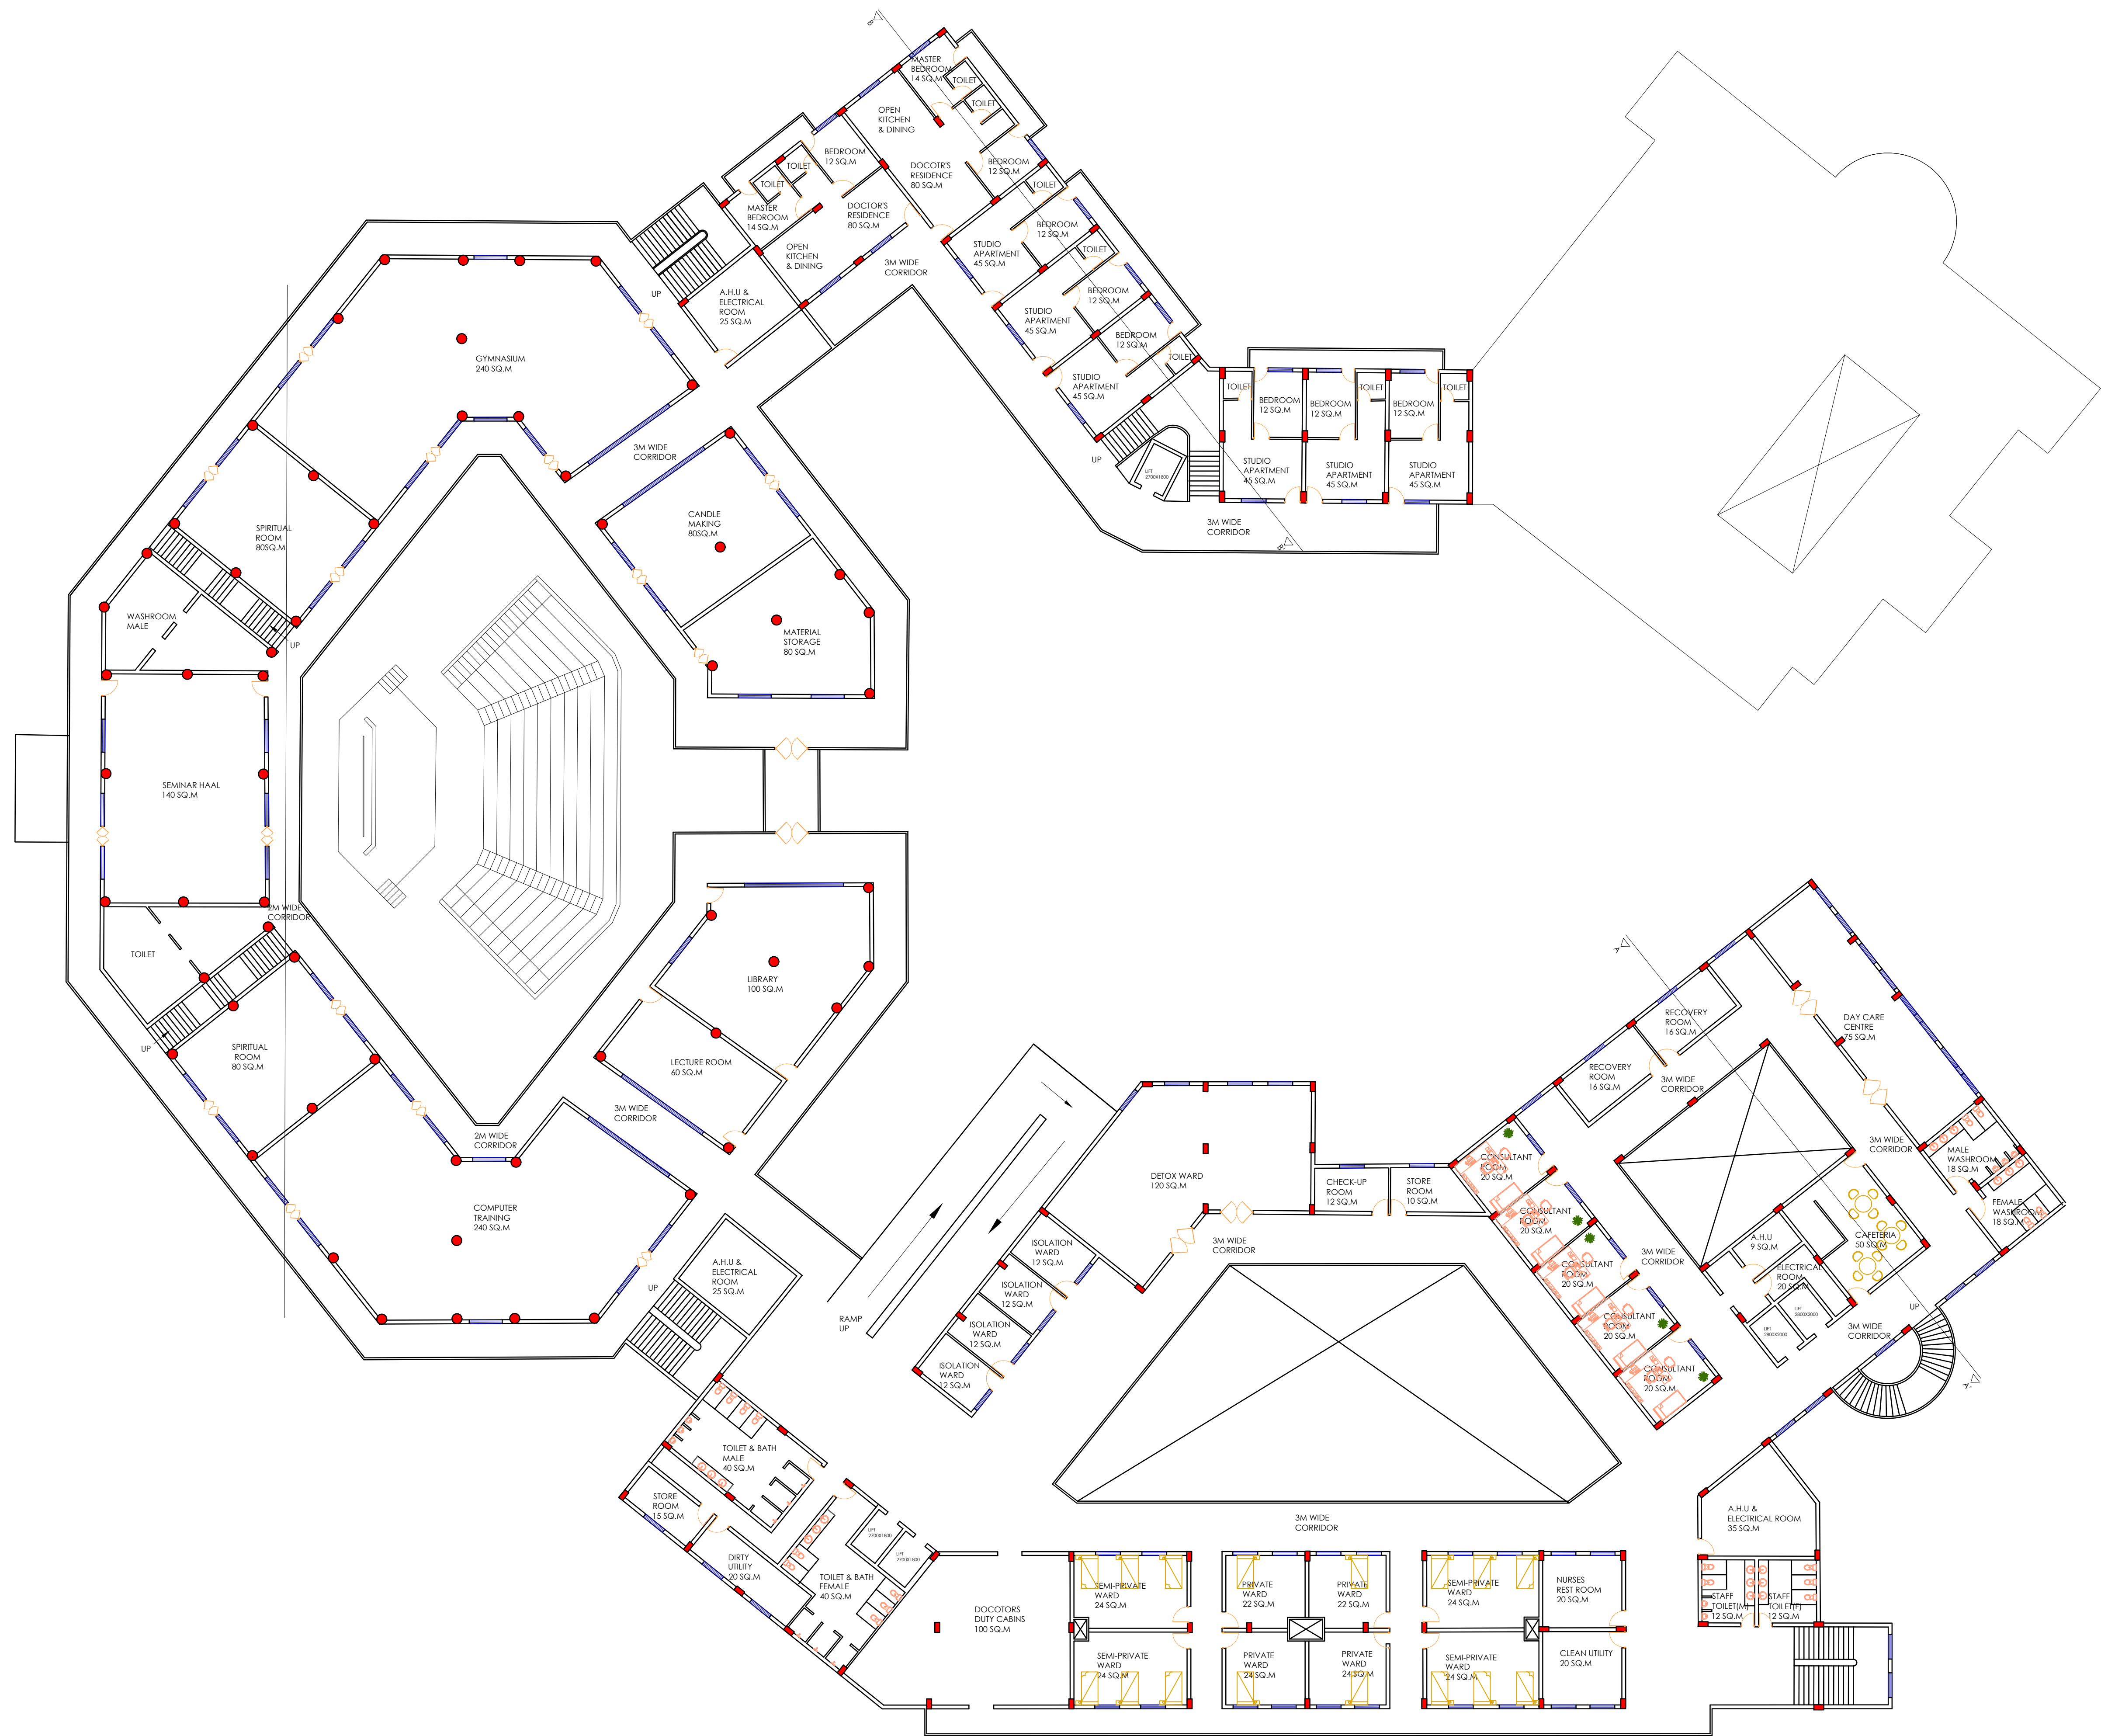 B
MASTER
BEDROOM
14 SQ.M
TOILET
TOILET
OPEN
KITCHEN
& DINING
BEDROOM
12 SQ.M
DOCOTR'S
RESIDENCE
80 SQ.M
BEDROOM
12 SQ.M
TOILET
TOILET
TOILET
MASTER
BEDROOM
14 SQ.M
DOCTOR'S
RESIDENCE
80 SQ.M
OPEN
KITCHEN
& DINING
3M WIDE
CORRIDOR
STUDIO
APARTMENT
45 SQ.M
BEDROOM
12 SQ.M
TOILET
UP
A.H.U &
ELECTRICAL
ROOM
25 SQ.M
STUDIO
APARTMENT
45 SQ.M
BEDROOM
12 SQ.M
BEDROOM
12 SQ.M
TOILET
STUDIO
APARTMENT
45 SQ.M
TOILET
BEDROOM
12 SQ.M
BEDROOM
12 SQ.M
TOILET
BEDROOM
12 SQ.M
TOILET
GYMNASIUM
240 SQ.M
3M WIDE
CORRIDOR
UP
LIFT
2700X1800
STUDIO
APARTMENT
45 SQ.M
STUDIO
APARTMENT
45 SQ.M
STUDIO
APARTMENT
45 SQ.M
3M WIDE
CORRIDOR
B'
SPIRITUAL
ROOM
80SQ.M
CANDLE
MAKING
80SQ.M
WASHROOM
MALE
UP
MATERIAL
STORAGE
80 SQ.M
SEMINAR HAAL
140 SQ.M
2M WIDE
CORRIDOR
TOILET
LIBRARY
100 SQ.M
UP
SPIRITUAL
ROOM
80 SQ.M
LECTURE ROOM
60 SQ.M
3M WIDE
CORRIDOR
2M WIDE
CORRIDOR
COMPUTER
TRAINING
240 SQ.M
A.H.U &
ELECTRICAL
ROOM
25 SQ.M
UP
RAMP
UP
A
DAY CARE
CENTRE
75 SQ.M
RECOVERY
ROOM
16 SQ.M
RECOVERY
ROOM
16 SQ.M
3M WIDE
CORRIDOR
DETOX WARD
120 SQ.M
CHECK-UP
ROOM
12 SQ.M
STORE
ROOM
10 SQ.M
CONSULTANT
ROOM
20 SQ.M
CONSULTANT
ROOM
20 SQ.M
CONSULTANT
ROOM
20 SQ.M
CONSULTANT
ROOM
20 SQ.M
CONSULTANT
ROOM
20 SQ.M
3M WIDE
CORRIDOR
MALE
WASHROOM
18 SQ.M
FEMALE
WASHROOM
18 SQ.M
3M WIDE
CORRIDOR
A.H.U
9 SQ.M
CAFETERIA
50 SQ.M
ELECTRICAL
ROOM
20 SQ.M
LIFT
2800X2000
LIFT
2800X2000
UP
3M WIDE
CORRIDOR
A'
3M WIDE
CORRIDOR
ISOLATION
WARD
12 SQ.M
ISOLATION
WARD
12 SQ.M
ISOLATION
WARD
12 SQ.M
ISOLATION
WARD
12 SQ.M
TOILET & BATH
MALE
40 SQ.M
STORE
ROOM
15 SQ.M
DIRTY
UTILITY
20 SQ.M
TOILET & BATH
FEMALE
40 SQ.M
LIFT
2700X1800
LIFT
2700X1800
3M WIDE
CORRIDOR
DOCOTORS
DUTY CABINS
100 SQ.M
SEMI-PRIVATE
WARD
24 SQ.M
PRIVATE
WARD
22 SQ.M
PRIVATE
WARD
22 SQ.M
SEMI-PRIVATE
WARD
24 SQ.M
NURSES
REST ROOM
20 SQ.M
SEMI-PRIVATE
WARD
24 SQ.M
PRIVATE
WARD
24 SQ.M
PRIVATE
WARD
24 SQ.M
SEMI-PRIVATE
WARD
24 SQ.M
CLEAN UTILITY
20 SQ.M
A.H.U &
ELECTRICAL ROOM
35 SQ.M
STAFF
TOILET(M)
12 SQ.M
STAFF
TOILET(F)
12 SQ.M